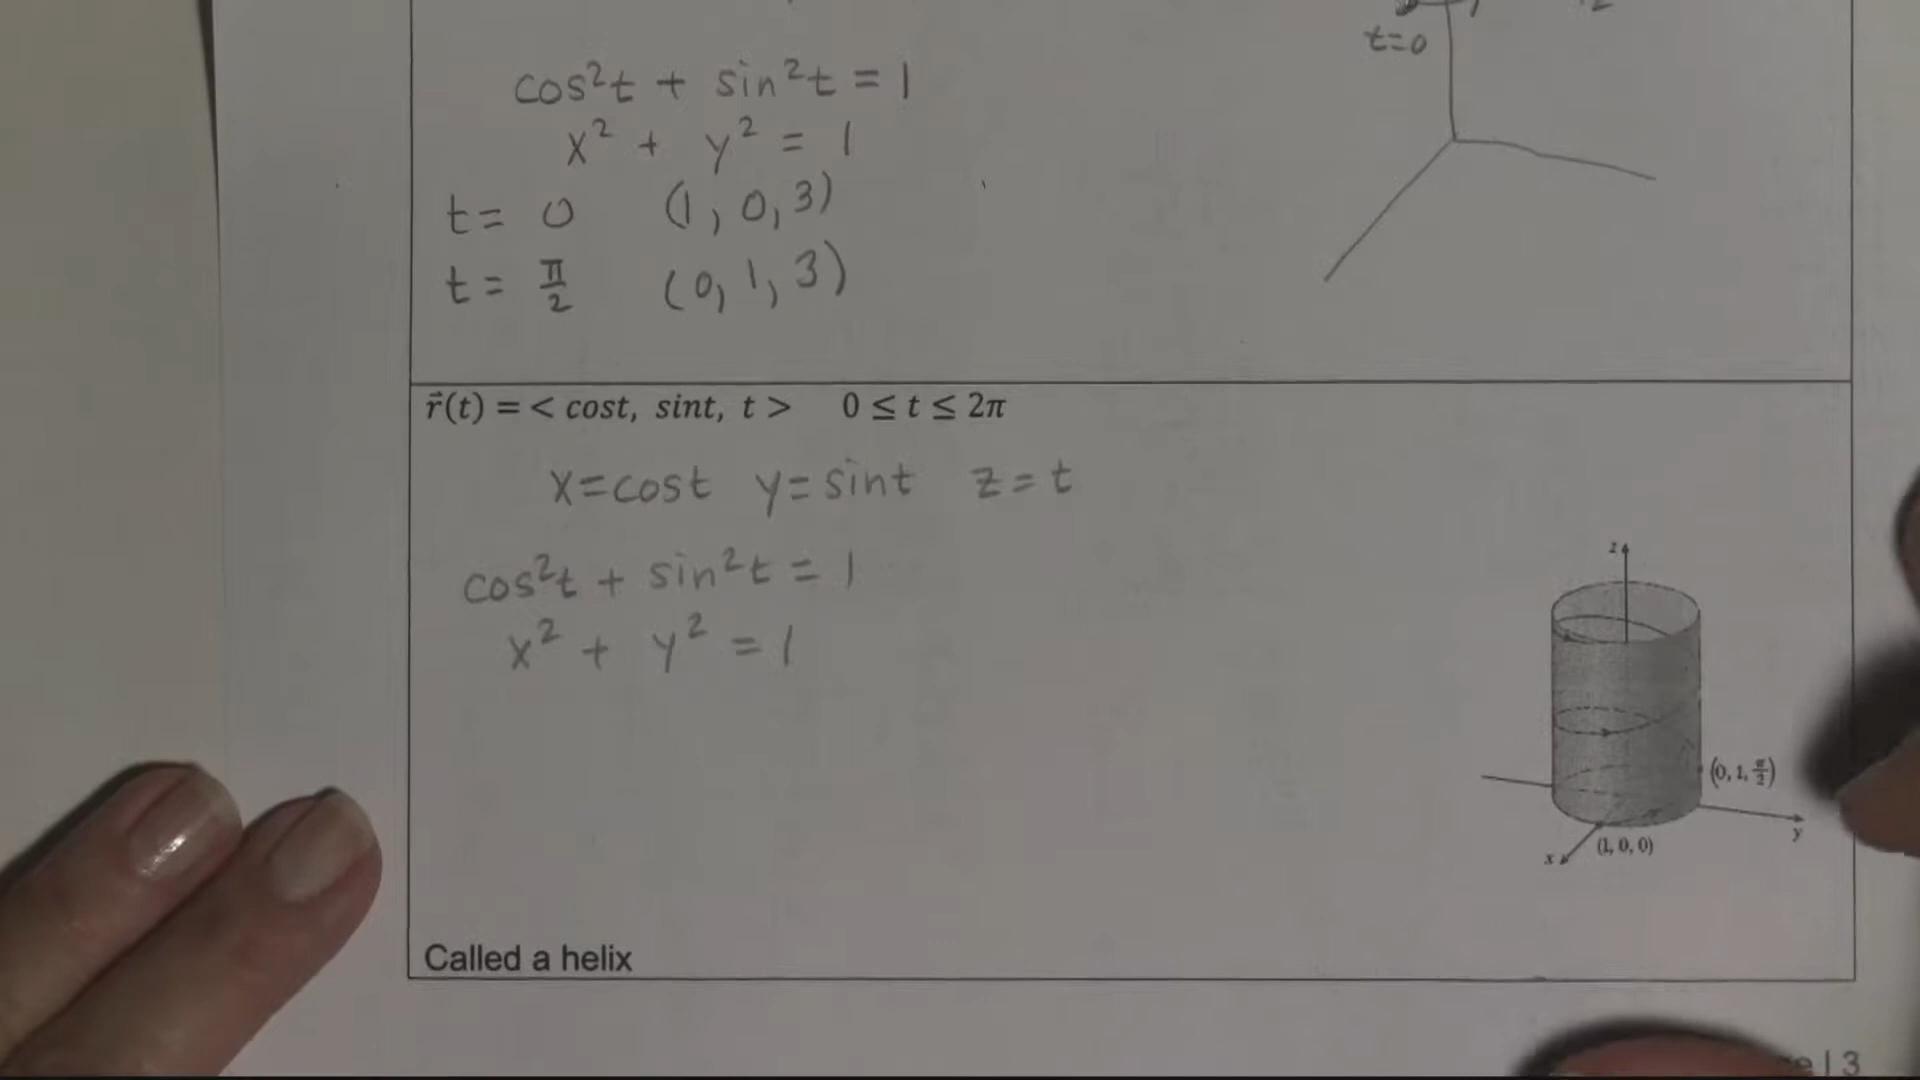 t=0
cos²t + sin²t = 1
x² + y² = 1
t = 0 (1, 0, 3)
t = π/2 (0, 1, 3)
r⃗(t) = < cost, sint, t > 0 ≤ t ≤ 2π
x=cost y=sint z=t
cos²t + sin²t = 1
x² + y² = 1
z
(0, 1, π/2)
y
(1, 0, 0)
x
Called a helix
| 3